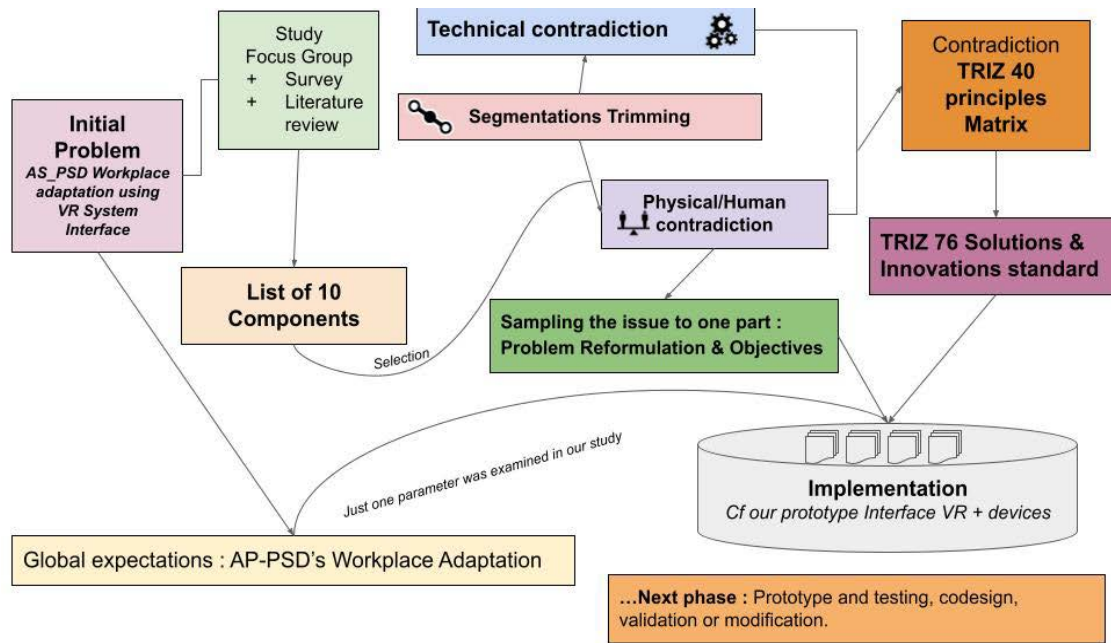 Study
Focus Group
+ Survey
+ Literature
review
Technical contradiction
Contradiction
TRIZ 40
principles
Matrix
Initial
Problem
AS_PSD Workplace
adaptation using
VR System
Interface
Segmentations Trimming
Physical/Human
contradiction
TRIZ 76 Solutions &
Innovations standard
List of 10
Components
Selection
Sampling the issue to one part :
Problem Reformulation & Objectives
Just one parameter was examined in our study
Implementation
Cf our prototype Interface VR + devices
Global expectations : AP-PSD's Workplace Adaptation
...Next phase : Prototype and testing, codesign,
validation or modification.